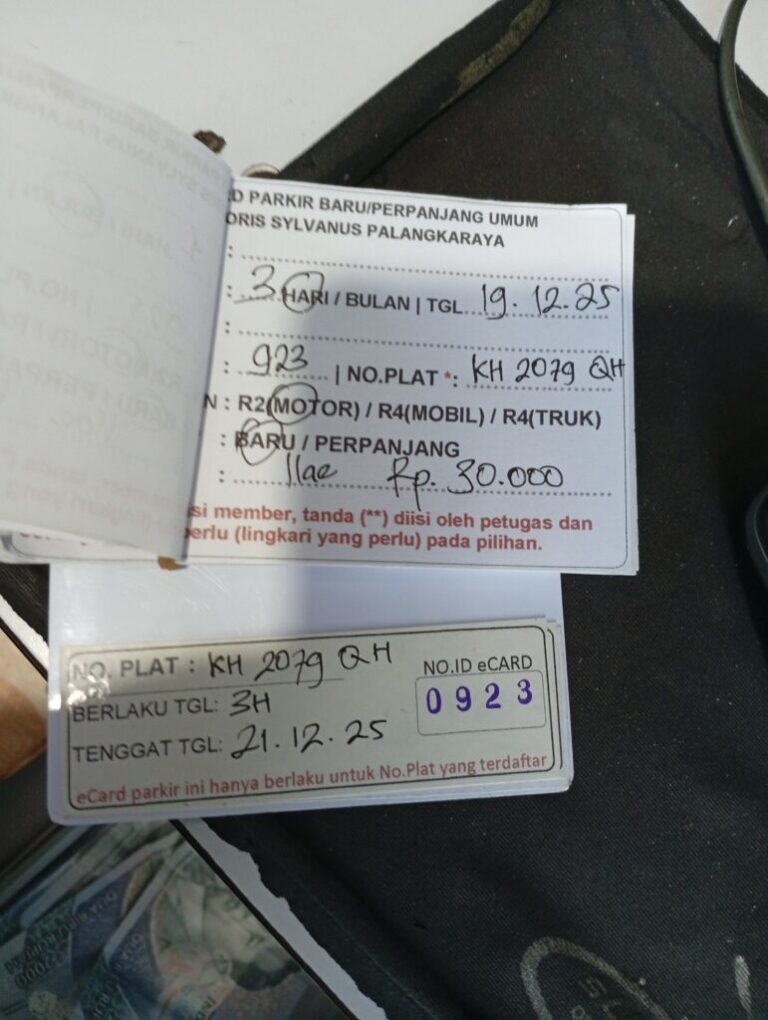 D PARKIR BARU/PERPANJANG UMUM
ORIS SYLVANUS PALANGKARAYA
:
: 3 HARI / BULAN | TGL 19.12.25
:
: 923 | NO.PLAT *: KH 2079 QH
N : R2(MOTOR) / R4(MOBIL) / R4(TRUK)
: BARU / PERPANJANG
: Rp. 30.000
si member, tanda (**) diisi oleh petugas dan
perlu (lingkari yang perlu) pada pilihan.
NO. PLAT : KH 2079 QH
NO.ID eCARD
0923
BERLAKU TGL: 3H
TENGGAT TGL: 21.12.25
eCard parkir ini hanya berlaku untuk No.Plat yang terdaftar